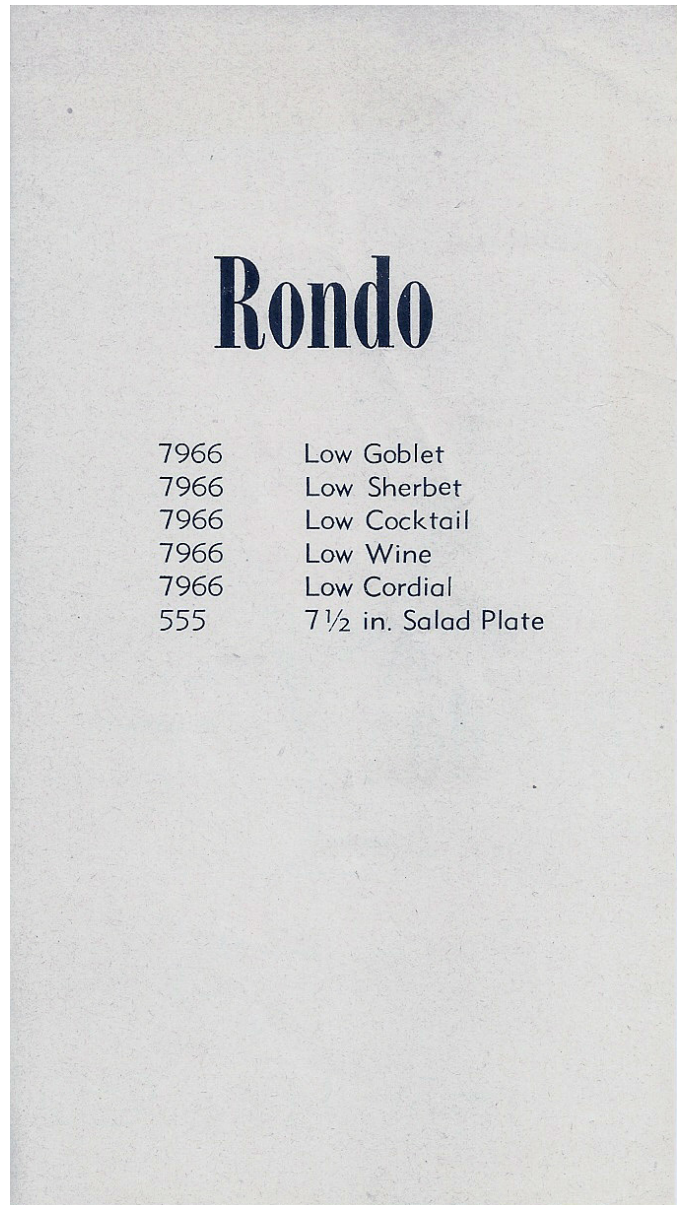 Rondo
7966 Low Goblet
7966 Low Sherbet
7966 Low Cocktail
7966 Low Wine
7966 Low Cordial
555 7½ in. Salad Plate